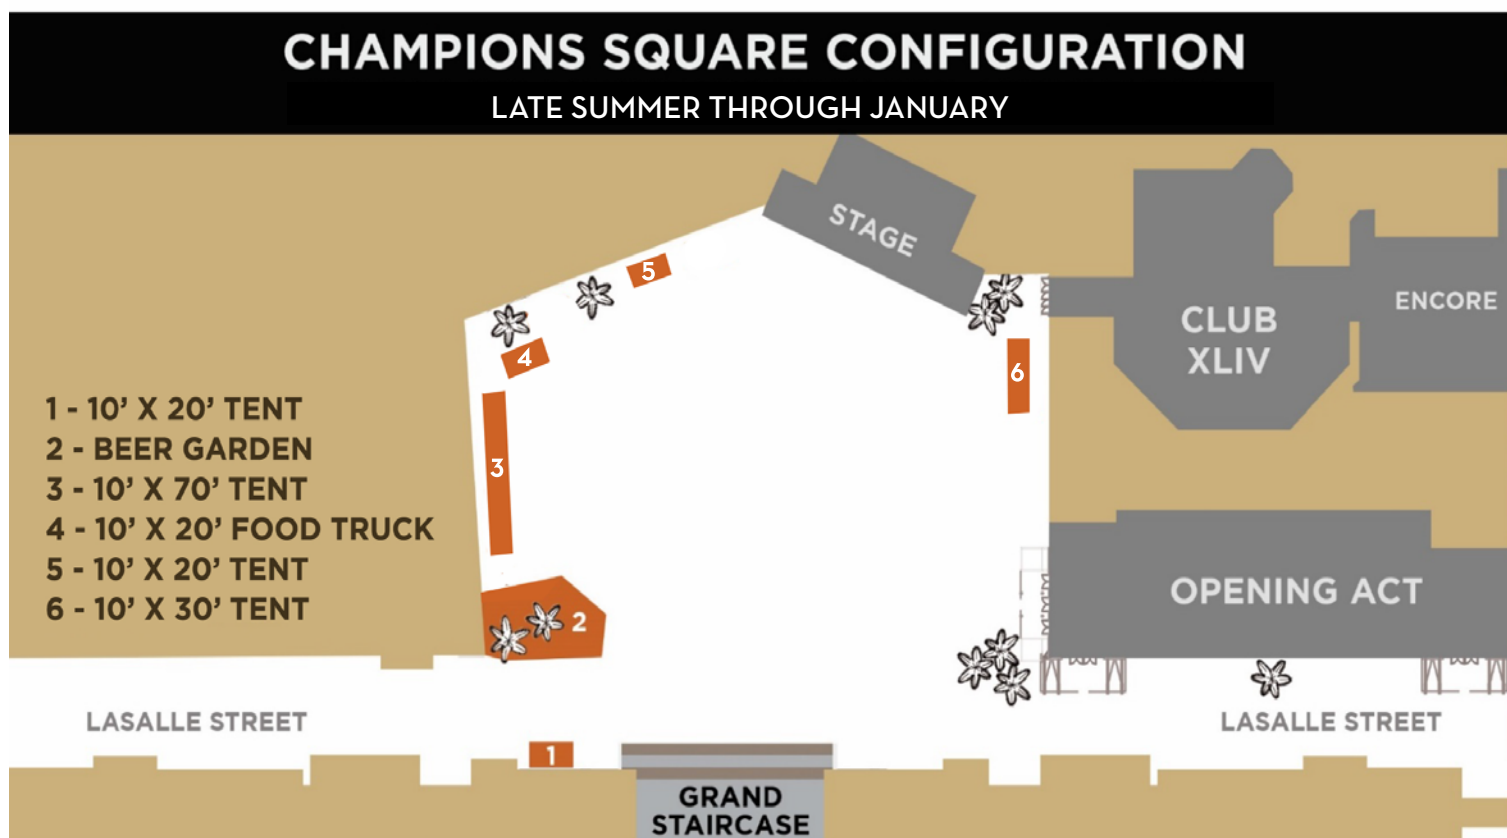 CHAMPIONS SQUARE CONFIGURATION
LATE SUMMER THROUGH JANUARY
STAGE
5
4
3
2
1
6
CLUB
XLIV
ENCORE
1 - 10’ X 20’ TENT
2 - BEER GARDEN
3 - 10’ X 70’ TENT
4 - 10’ X 20’ FOOD TRUCK
5 - 10’ X 20’ TENT
6 - 10’ X 30’ TENT
OPENING ACT
LASALLE STREET
LASALLE STREET
GRAND
STAIRCASE